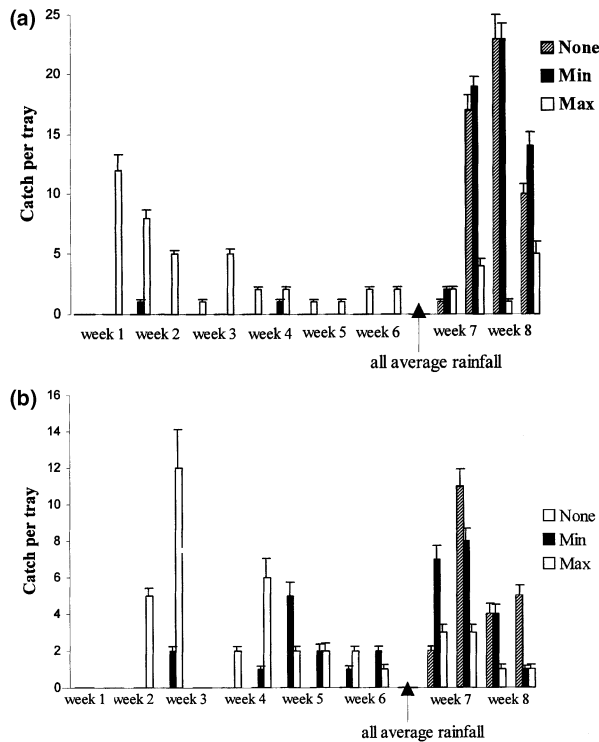 (a)
25
20
15
10
5
0
Catch per tray
None
Min
Max
week 1 week 2 week 3 week 4 week 5 week 6 week 7 week 8
all average rainfall
(b)
16
14
12
10
8
6
4
2
0
Catch per tray
None
Min
Max
week 1 week 2 week 3 week 4 week 5 week 6 week 7 week 8
all average rainfall